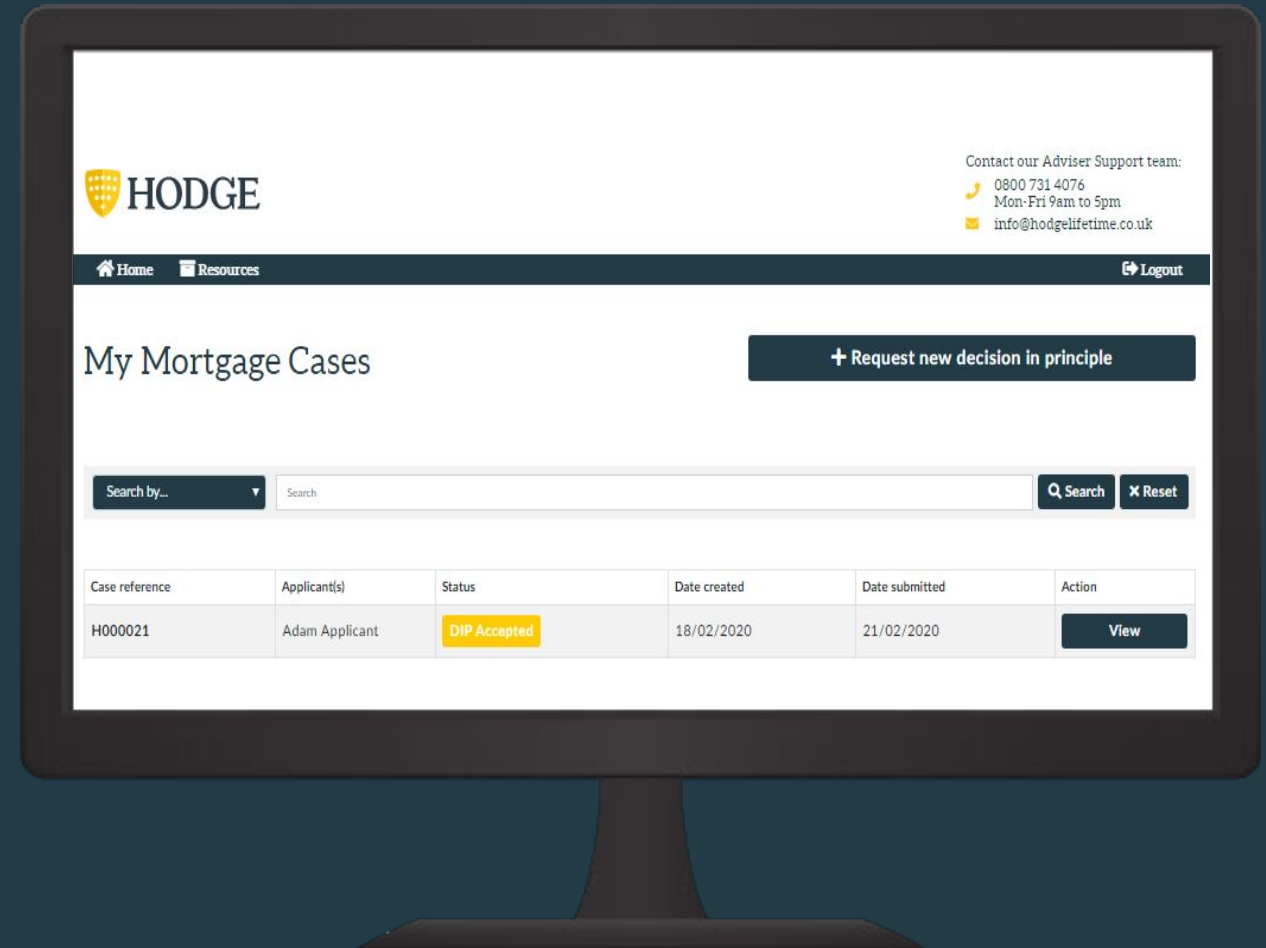 HODGE
Contact our Adviser Support team:
0800 731 4076
Mon-Fri 9am to 5pm
info@hodgelifetime.co.uk
Home Resources Logout
My Mortgage Cases
+ Request new decision in principle
Search by... Search Search Reset
Case reference Applicant(s) Status Date created Date submitted Action
H000021 Adam Applicant DIP Accepted 18/02/2020 21/02/2020 View